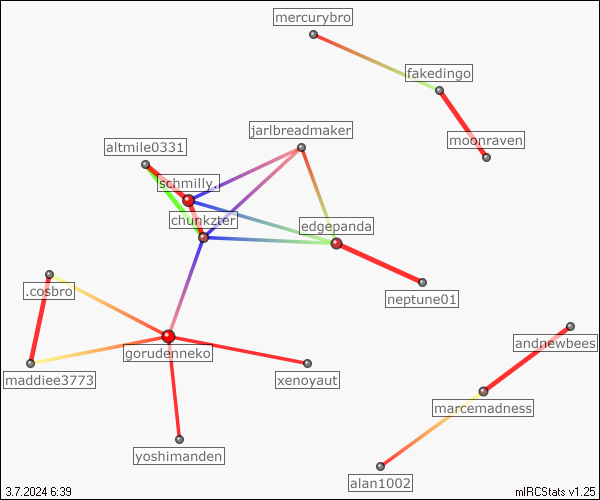 mercurybro
fakedingo
moonraven
jarlbreadmaker
altmile0331
schmilly.
chunkzter
edgepanda
neptune01
.cosbro
andnewbees
gorudenneko
maddiee3773
xenoyaut
marcemadness
yoshimanden
alan1002
3.7.2024 6:39
mIRCStats v1.25